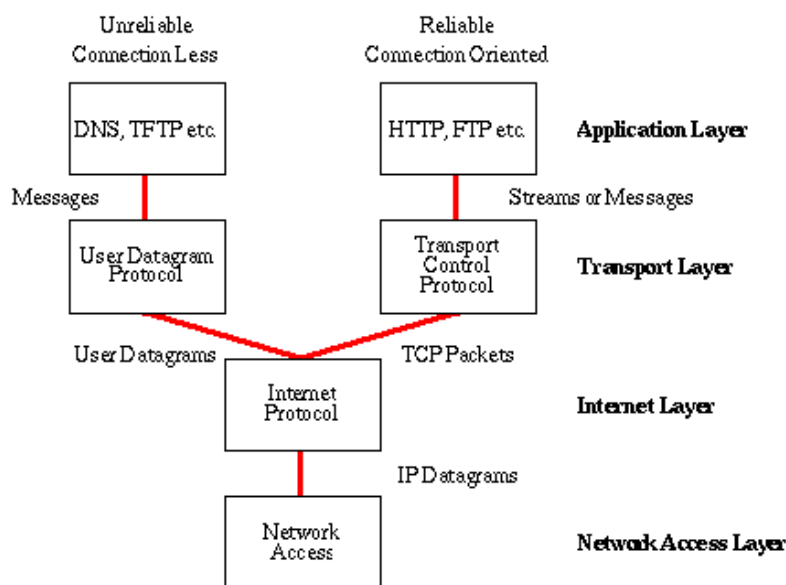 Unreliable
Connection Less
Reliable
Connection Oriented
DNS, TFTP etc.
HTTP, FTP etc.
Application Layer
Messages
Streams or Messages
User Datagram
Protocol
Transport
Control
Protocol
Transport Layer
User Datagrams
TCP Packets
Internet
Protocol
Internet Layer
IP Datagrams
Network
Access
Network Access Layer